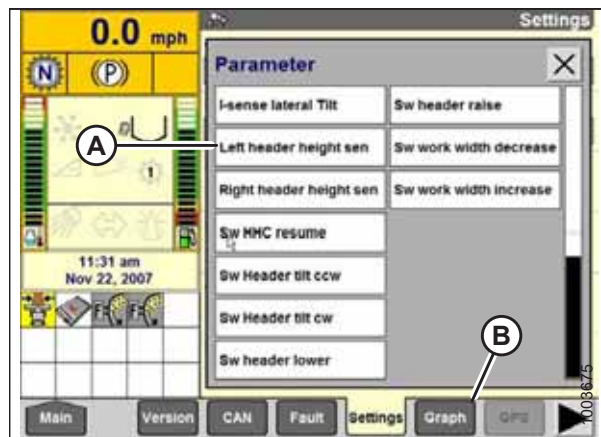 0.0 mph
Settings
N
(P)
Parameter
I-sense lateral Tilt
Sw header raise
A
Left header height sen
Sw work width decrease
1
Right header height sen
Sw work width increase
Sw HHC resume
11:31 am
Nov 22, 2007
Sw Header tilt ccw
Sw Header tilt cw
B
Sw header lower
Main
Version
CAN
Fault
Settings
Graph
GPS
1003675